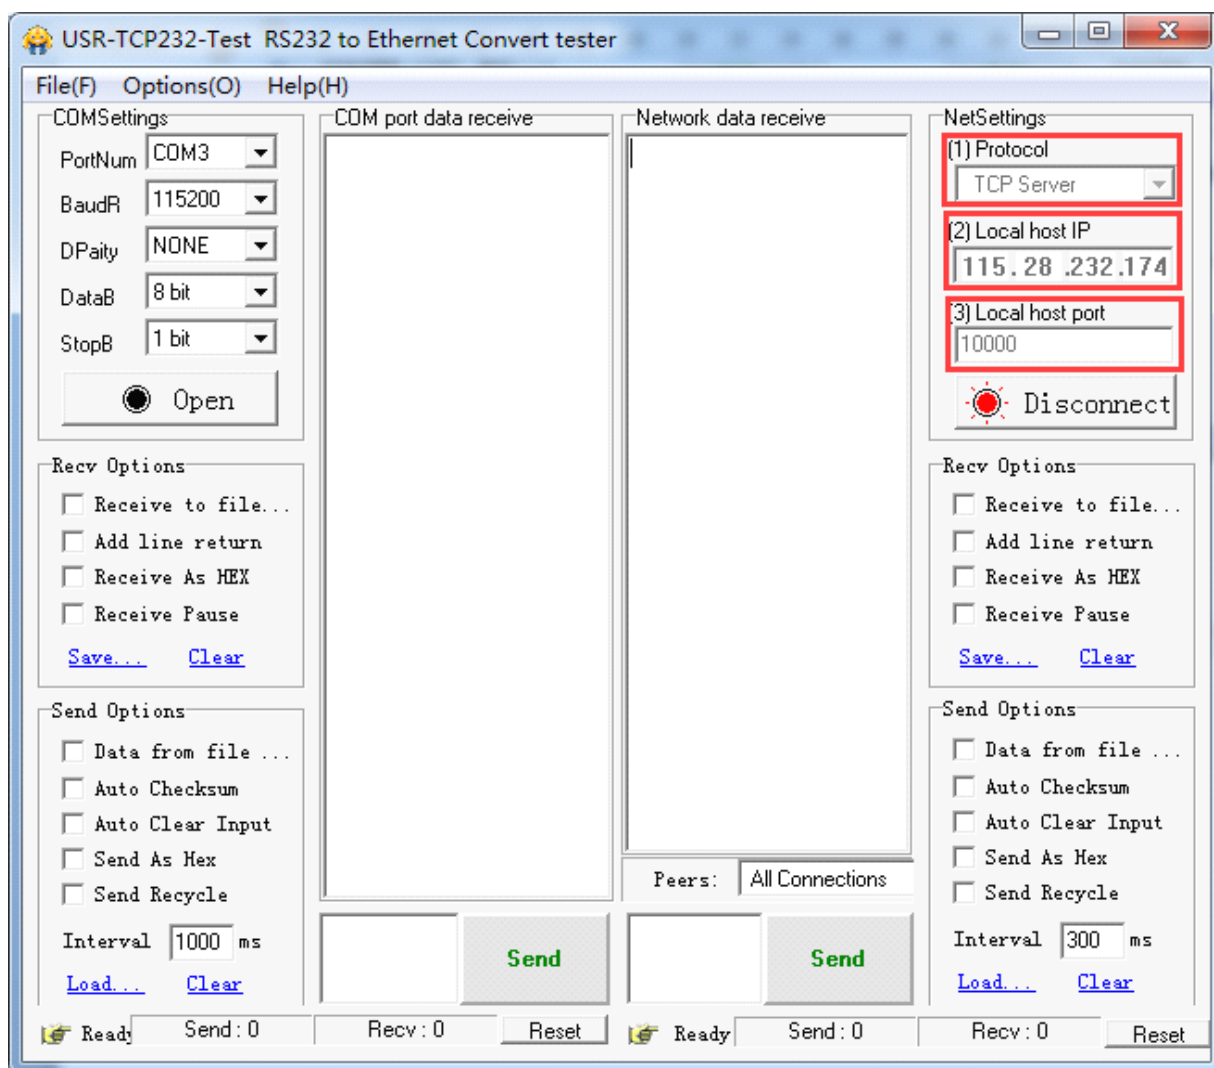 USR-TCP232-Test RS232 to Ethernet Convert tester
File(F) Options(O) Help(H)
COMSettings
PortNum COM3
BaudR 115200
DPaity NONE
DataB 8 bit
StopB 1 bit
Open
Recv Options
Receive to file...
Add line return
Receive As HEX
Receive Pause
Save... Clear
Send Options
Data from file ...
Auto Checksum
Auto Clear Input
Send As Hex
Send Recycle
Interval 1000 ms
Load... Clear
COM port data receive
Send
Network data receive
Peers: All Connections
Send
NetSettings
(1) Protocol
TCP Server
(2) Local host IP
115.28.232.174
(3) Local host port
10000
Disconnect
Recv Options
Receive to file...
Add line return
Receive As HEX
Receive Pause
Save... Clear
Send Options
Data from file ...
Auto Checksum
Auto Clear Input
Send As Hex
Send Recycle
Interval 300 ms
Load... Clear
Ready Send : 0 Recv : 0 Reset Ready Send : 0 Recv : 0 Reset